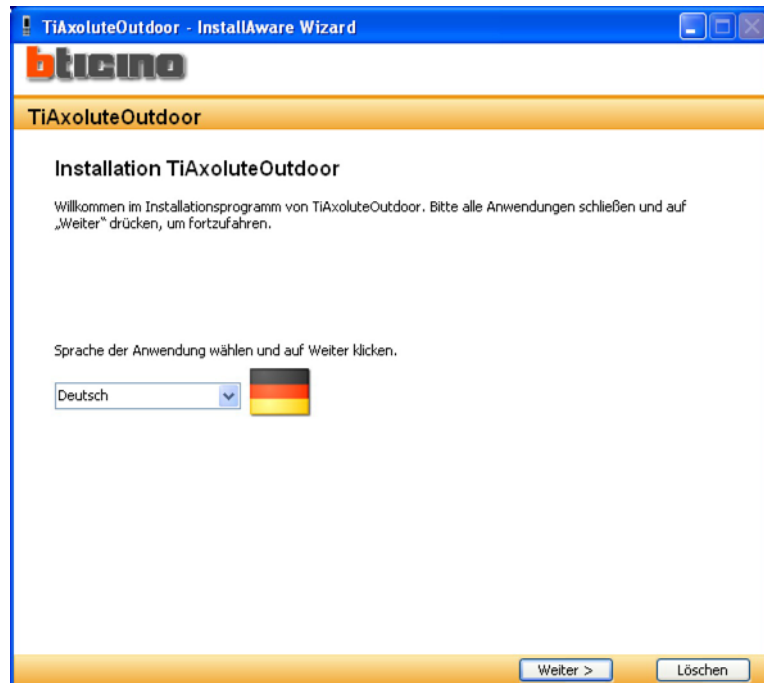 TiAxoluteOutdoor - InstallAware Wizard
bticino
TiAxoluteOutdoor
Installation TiAxoluteOutdoor
Willkommen im Installationsprogramm von TiAxoluteOutdoor. Bitte alle Anwendungen schließen und auf
„Weiter“ drücken, um fortzufahren.
Sprache der Anwendung wählen und auf Weiter klicken.
Deutsch
Weiter >
Löschen